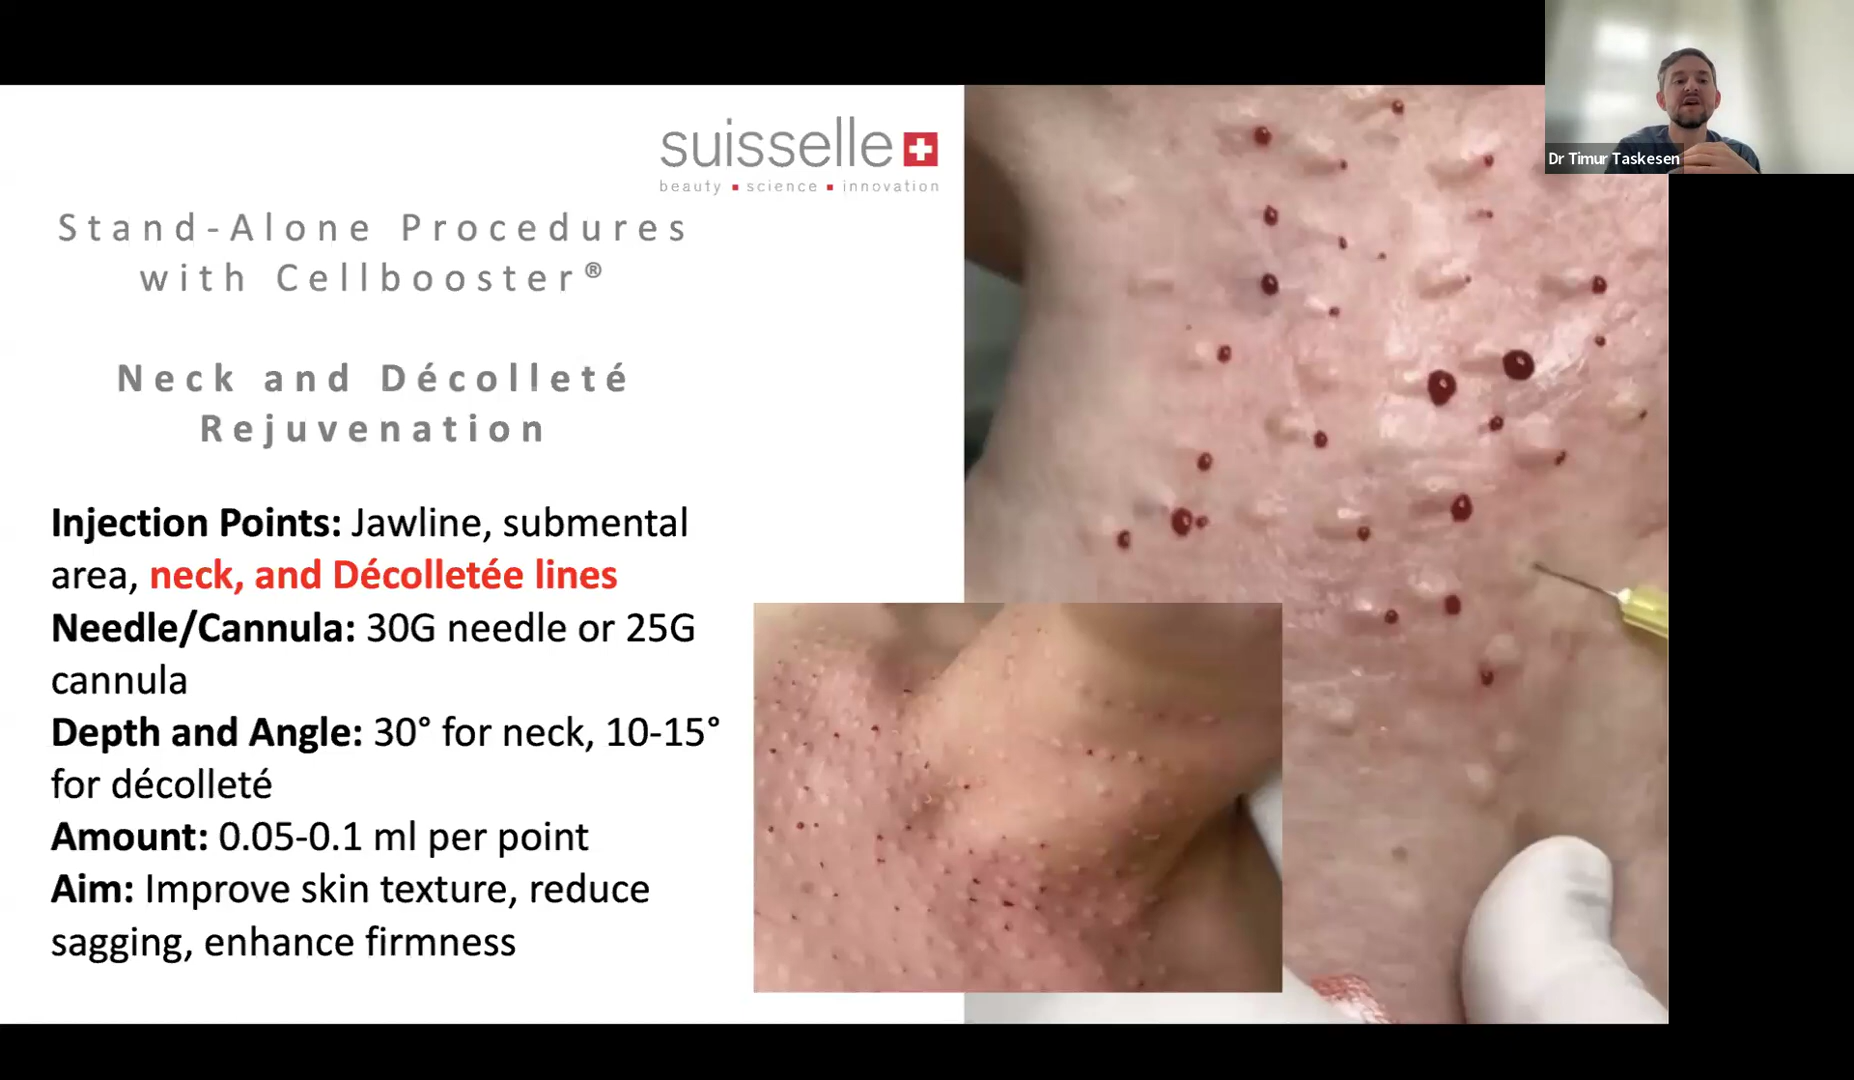 suisselle
beauty ▪ science ▪ innovation
Stand-Alone Procedures
with Cellbooster®
Neck and Décolleté
Rejuvenation
Injection Points: Jawline, submental
area, neck, and Décolletée lines
Needle/Cannula: 30G needle or 25G
cannula
Depth and Angle: 30° for neck, 10-15°
for décolleté
Amount: 0.05-0.1 ml per point
Aim: Improve skin texture, reduce
sagging, enhance firmness
Dr Timur Taskesen